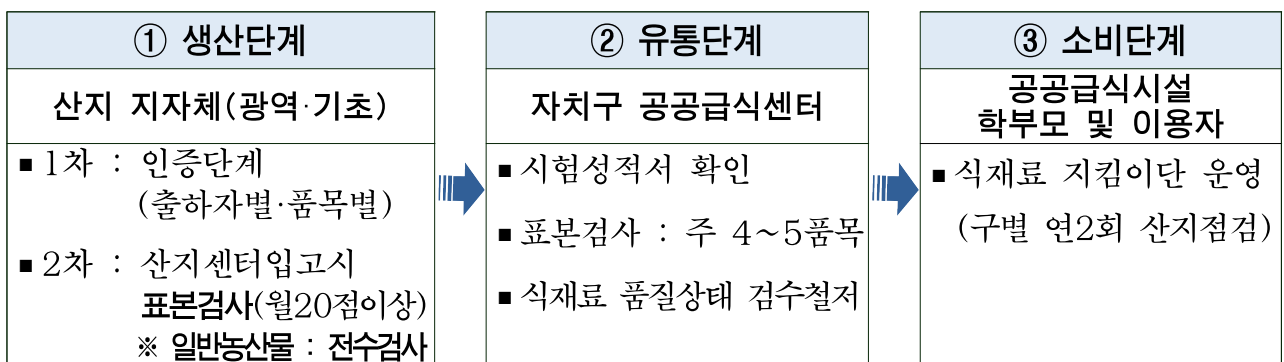 ① 생산단계
산지 지자체(광역·기초)
▪ 1차 : 인증단계
(출하자별·품목별)
▪ 2차 : 산지센터입고시
표본검사(월20점이상)
※ 일반농산물 : 전수검사
② 유통단계
자치구 공공급식센터
▪ 시험성적서 확인
▪ 표본검사 : 주 4~5품목
▪ 식재료 품질상태 검수철저
③ 소비단계
공공급식시설
학부모 및 이용자
▪ 식재료 지킴이단 운영
(구별 연2회 산지점검)